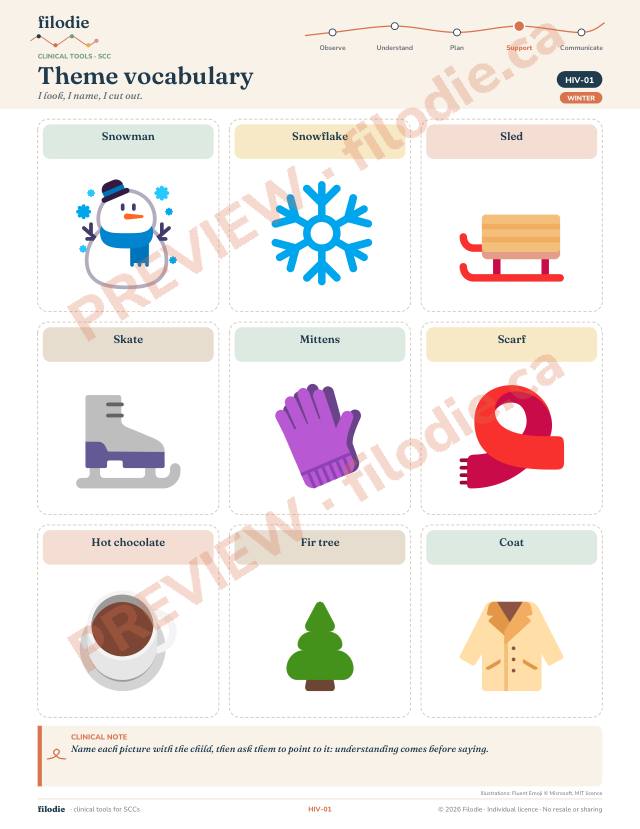 filodie
CLINICAL TOOLS · SCC
Observe Understand Plan Support Communicate
Theme vocabulary
I look, I name, I cut out.
HIV-01
WINTER
Snowman Snowflake Sled
Skate Mittens Scarf
Hot chocolate Fir tree Coat
PREVIEW · filodie.ca
PREVIEW · filodie.ca
CLINICAL NOTE
Name each picture with the child, then ask them to point to it: understanding comes before saying.
Illustrations: Fluent Emoji © Microsoft, MIT licence
filodie · clinical tools for SCCs HIV-01 © 2026 Filodie · Individual licence · No resale or sharing